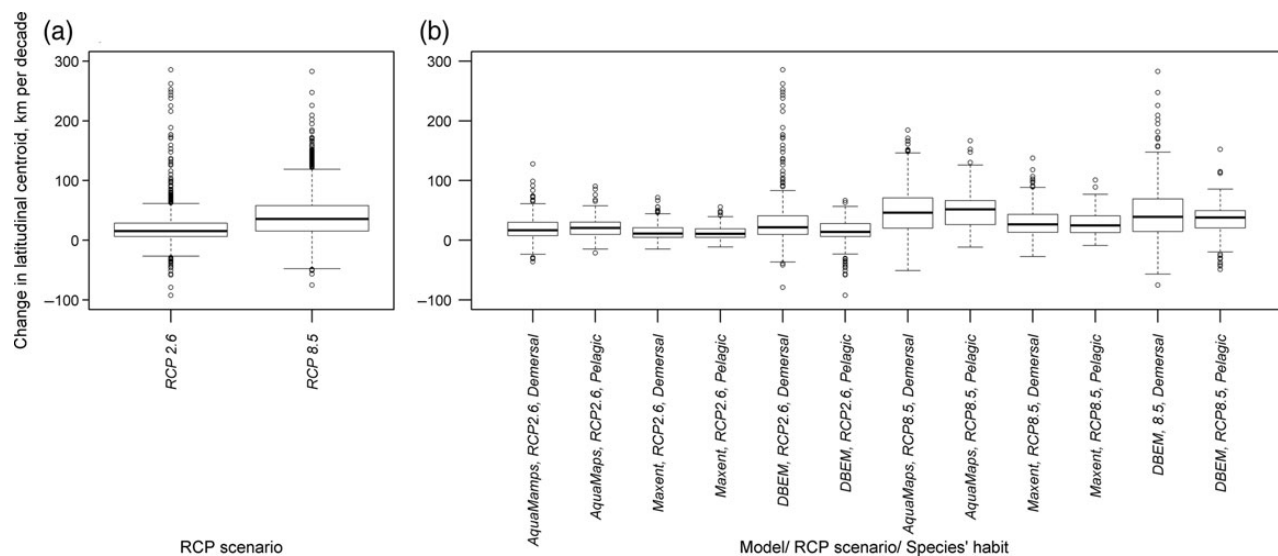 (a)
(b)
Change in latitudinal centroid, km per decade
300
200
100
0
–100
300
200
100
0
–100
RCP 2.6
RCP 8.5
AquaMamps, RCP2.6, Demersal
AquaMaps, RCP2.6, Pelagic
Maxent, RCP2.6, Demersal
Maxent, RCP2.6, Pelagic
DBEM, RCP2.6, Demersal
DBEM, RCP2.6, Pelagic
AquaMaps, RCP8.5, Demersal
AquaMaps, RCP8.5, Pelagic
Maxent, RCP8.5, Demersal
Maxent, RCP8.5, Pelagic
DBEM, 8.5, Demersal
DBEM, RCP8.5, Pelagic
RCP scenario
Model/ RCP scenario/ Species' habit